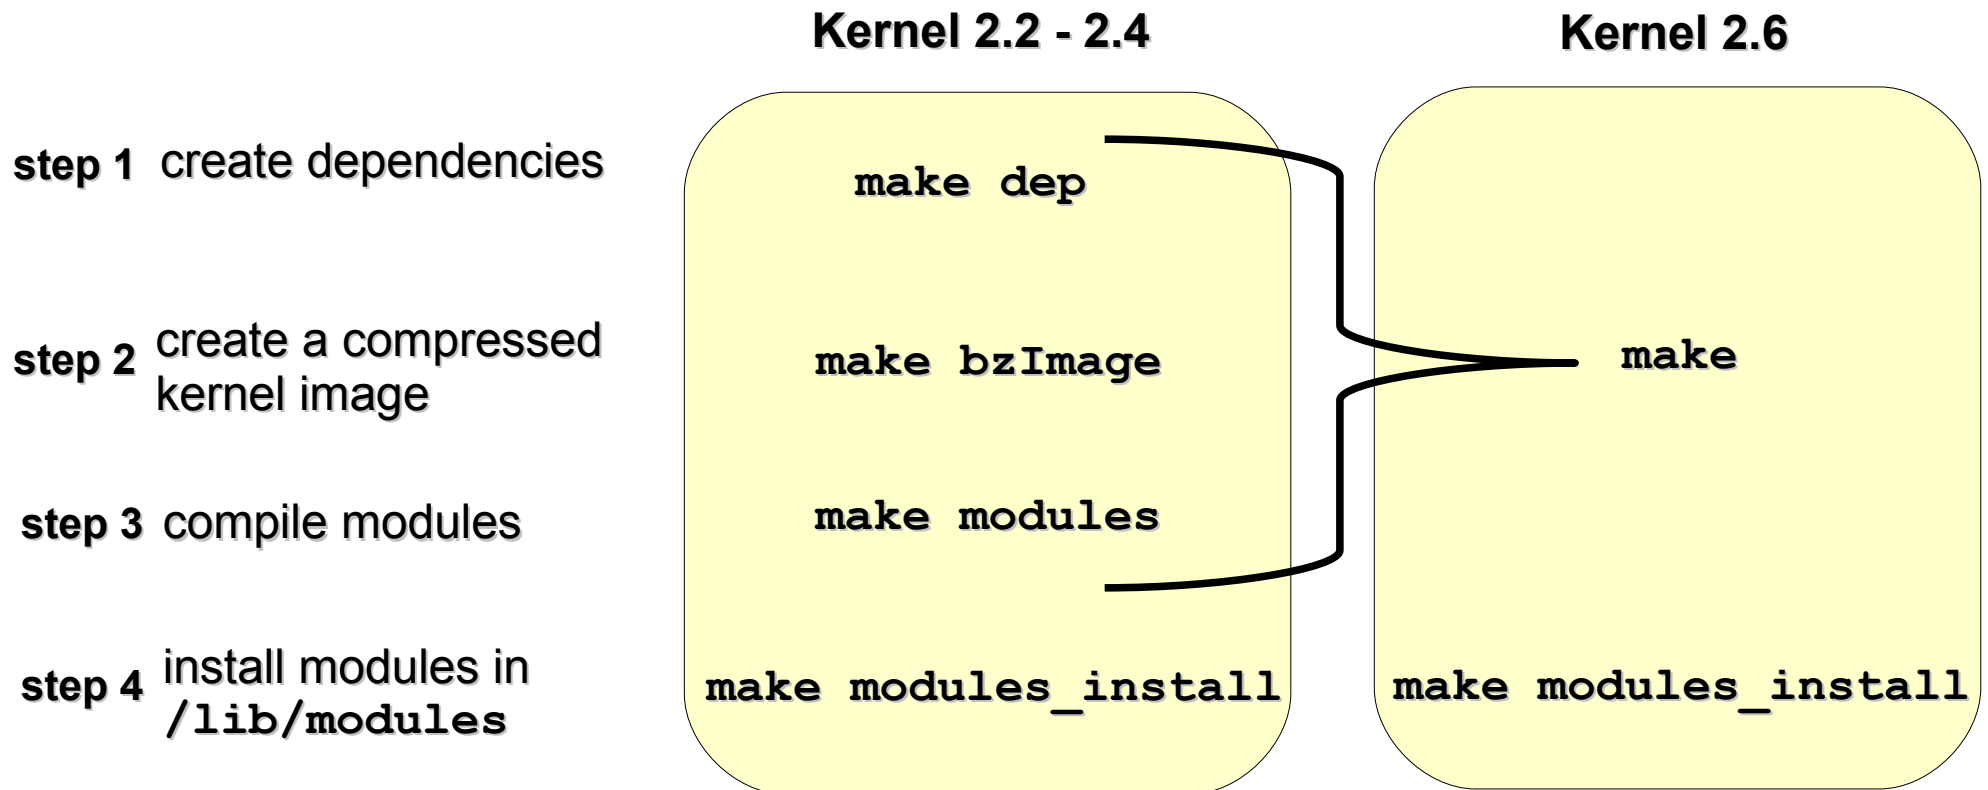 Kernel 2.2 - 2.4
Kernel 2.6
step 1 create dependencies
make dep
step 2 create a compressed
kernel image
make bzImage
make
step 3 compile modules
make modules
step 4 install modules in
/lib/modules
make modules_install
make modules_install